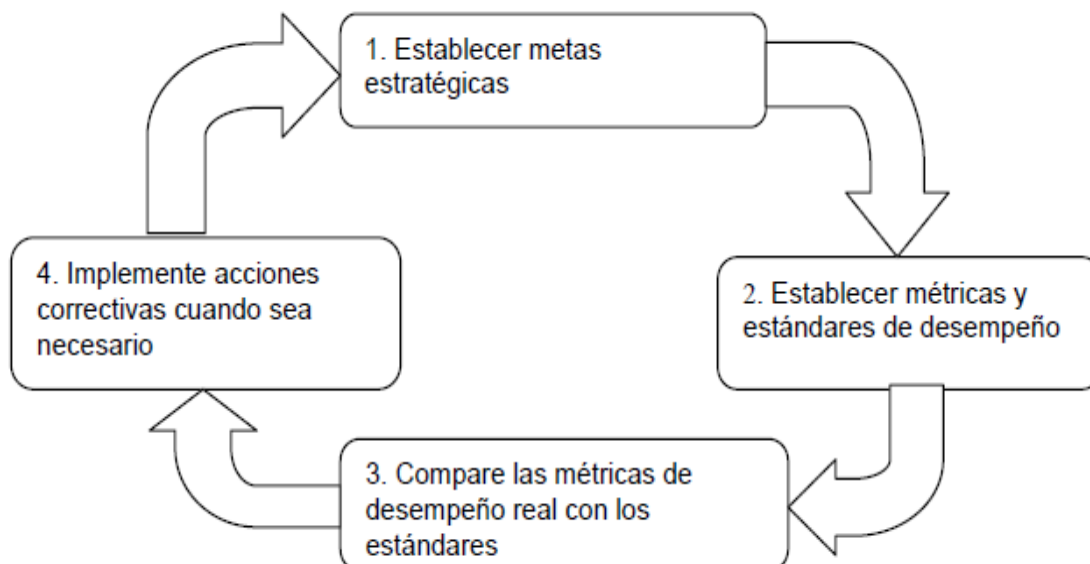 1. Establecer metas
estratégicas
2. Establecer métricas y
estándares de desempeño
3. Compare las métricas de
desempeño real con los
estándares
4. Implemente acciones
correctivas cuando sea
necesario